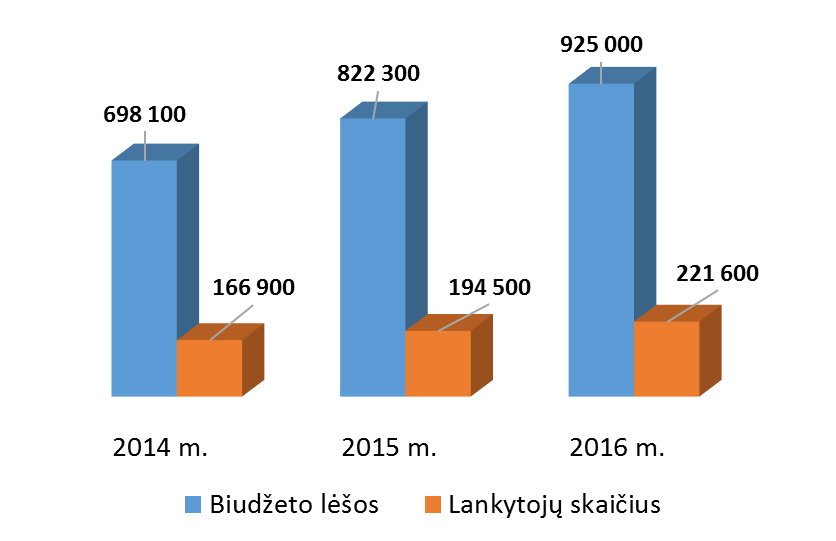 925 000
822 300
698 100
221 600
166 900
194 500
2014 m.
2015 m.
2016 m.
Biudžeto lėšos
Lankytojų skaičius